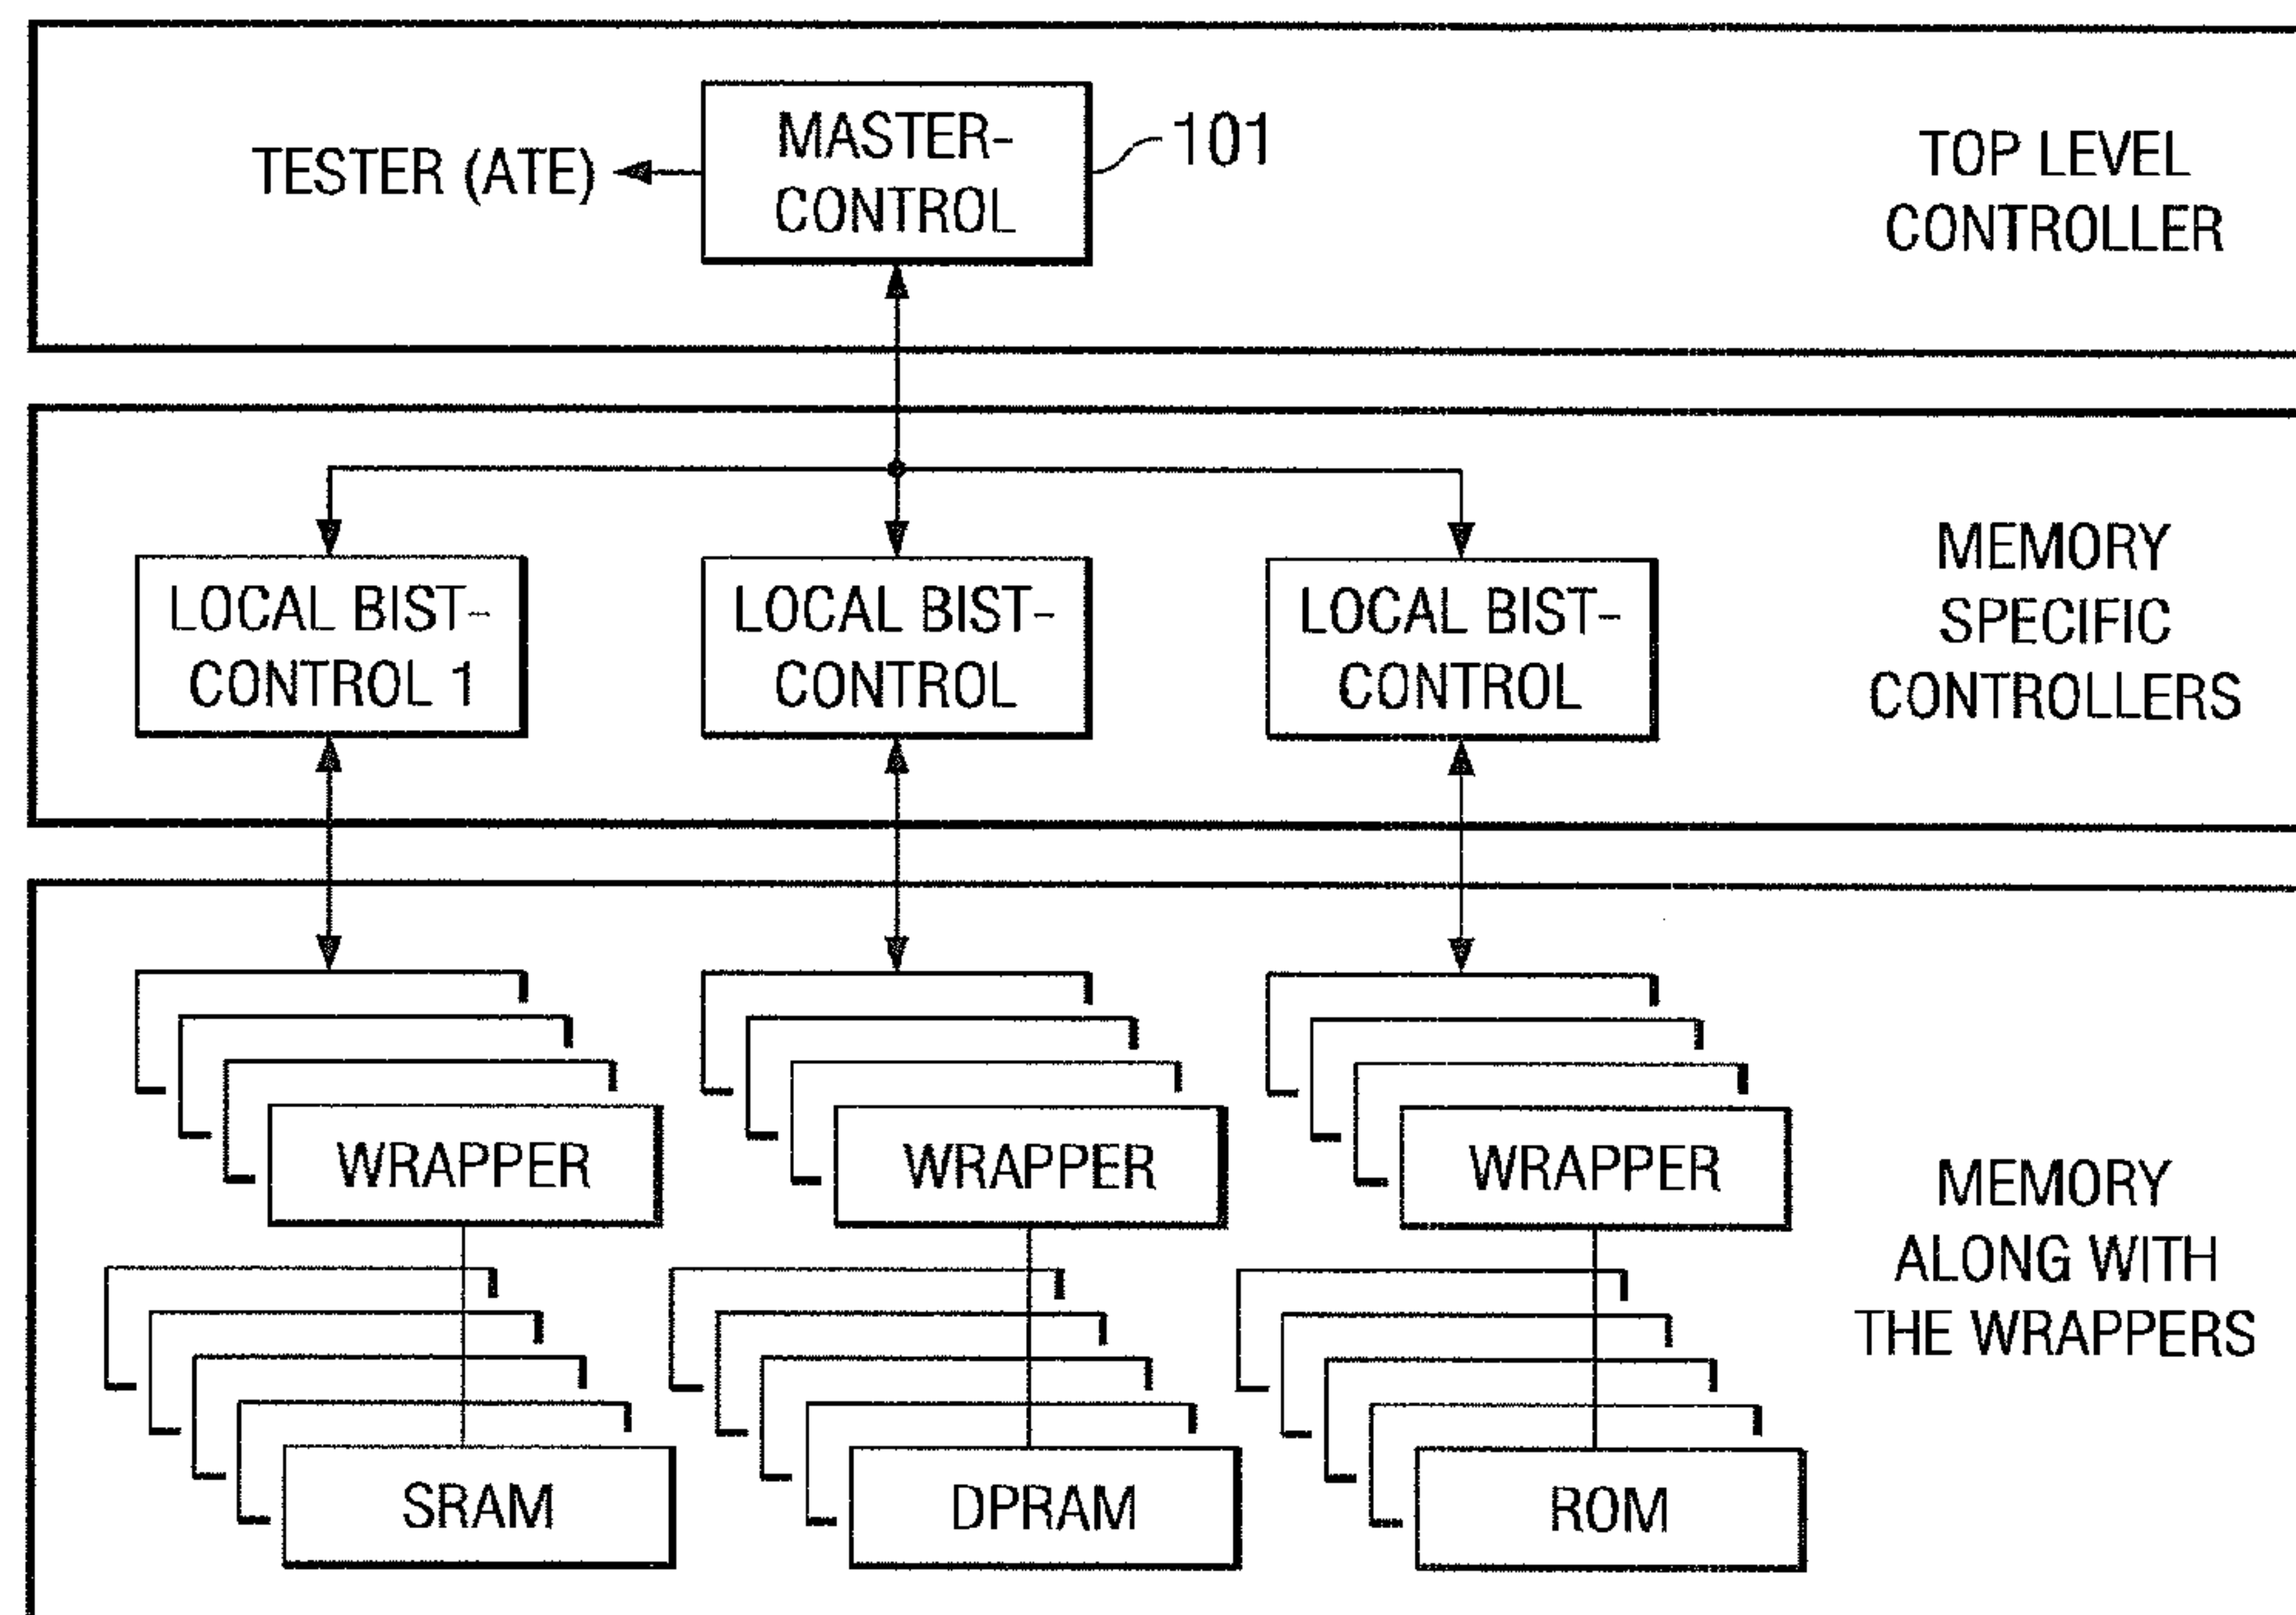 TESTER (ATE)
MASTER-
CONTROL
101
TOP LEVEL
CONTROLLER
LOCAL BIST-
CONTROL 1
LOCAL BIST-
CONTROL
LOCAL BIST-
CONTROL
MEMORY
SPECIFIC
CONTROLLERS
WRAPPER
WRAPPER
WRAPPER
MEMORY
ALONG WITH
THE WRAPPERS
SRAM
DPRAM
ROM